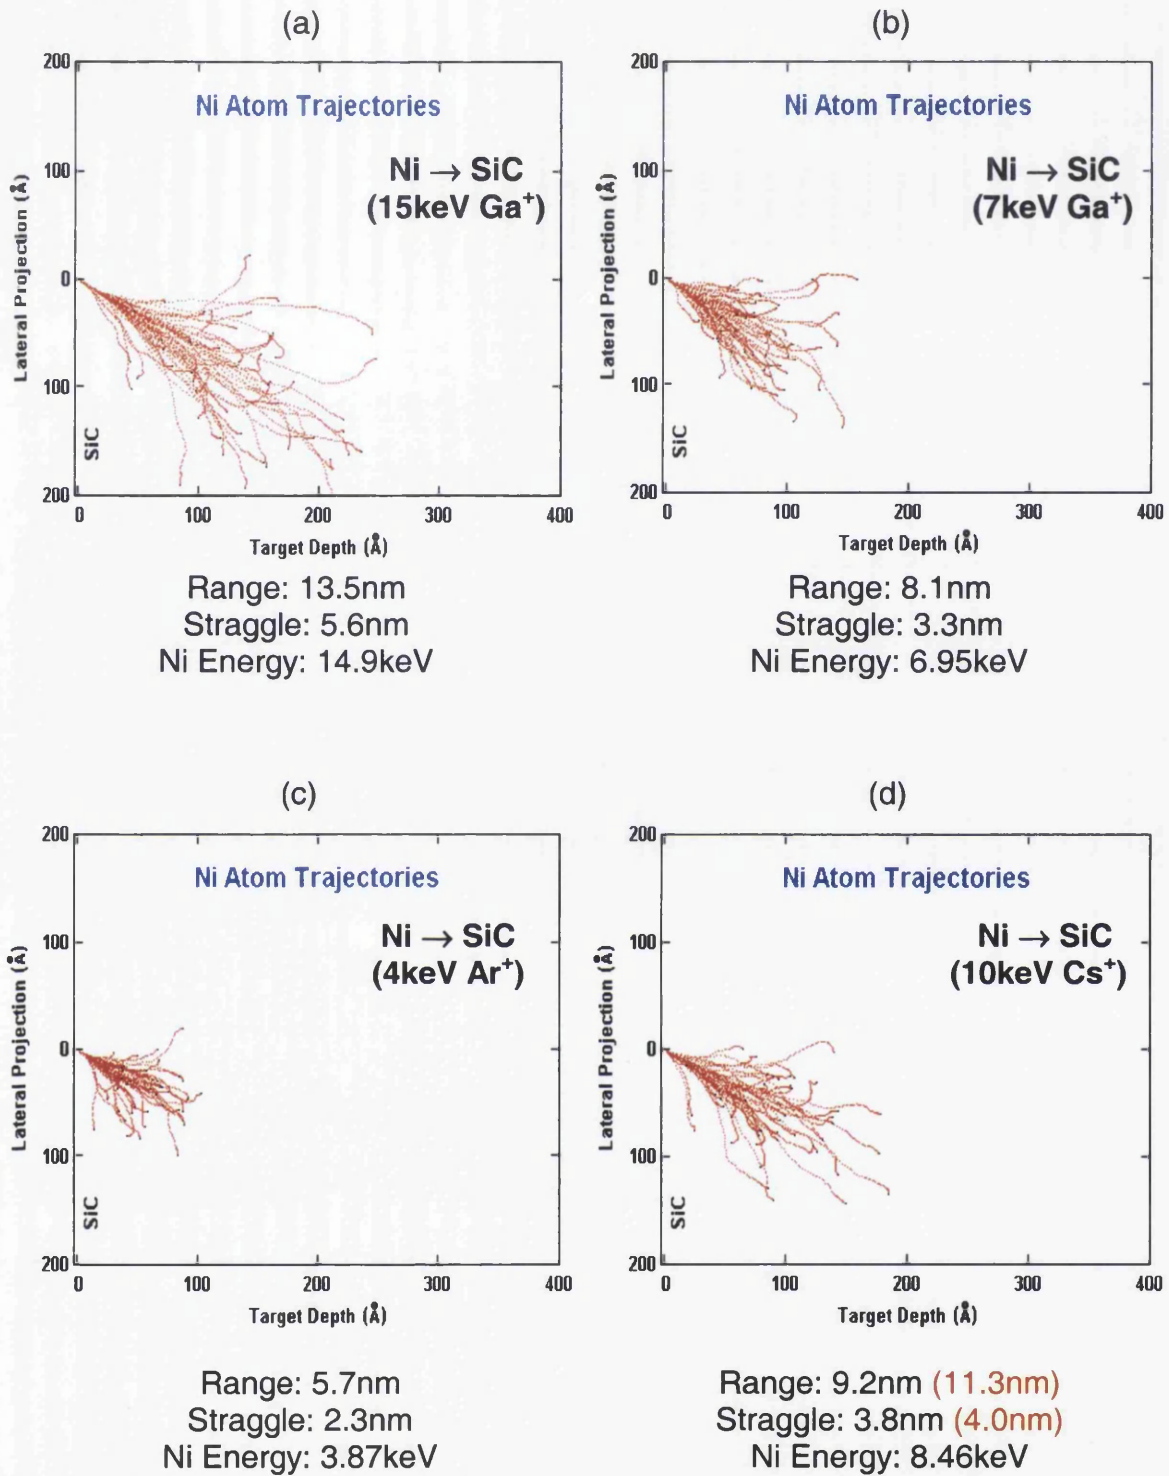 (a)
200
100
0
100
200
Lateral Projection (Å)
Ni Atom Trajectories
Ni → SiC
(15keV Ga⁺)
SiC
0 100 200 300 400
Target Depth (Å)
Range: 13.5nm
Straggle: 5.6nm
Ni Energy: 14.9keV
(b)
200
100
0
100
200
Lateral Projection (Å)
Ni Atom Trajectories
Ni → SiC
(7keV Ga⁺)
SiC
0 100 200 300 400
Target Depth (Å)
Range: 8.1nm
Straggle: 3.3nm
Ni Energy: 6.95keV
(c)
200
100
0
100
200
Lateral Projection (Å)
Ni Atom Trajectories
Ni → SiC
(4keV Ar⁺)
SiC
0 100 200 300 400
Target Depth (Å)
Range: 5.7nm
Straggle: 2.3nm
Ni Energy: 3.87keV
(d)
200
100
0
100
200
Lateral Projection (Å)
Ni Atom Trajectories
Ni → SiC
(10keV Cs⁺)
SiC
0 100 200 300 400
Target Depth (Å)
Range: 9.2nm (11.3nm)
Straggle: 3.8nm (4.0nm)
Ni Energy: 8.46keV